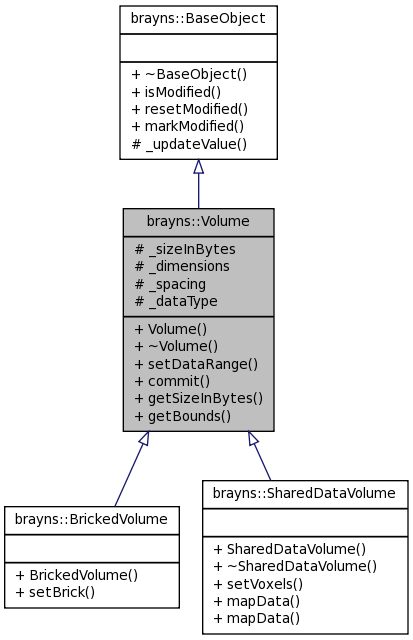 brayns::BaseObject
+ ~BaseObject()
+ isModified()
+ resetModified()
+ markModified()
# _updateValue()
brayns::Volume
# _sizeInBytes
# _dimensions
# _spacing
# _dataType
+ Volume()
+ ~Volume()
+ setDataRange()
+ commit()
+ getSizeInBytes()
+ getBounds()
brayns::BrickedVolume
+ BrickedVolume()
+ setBrick()
brayns::SharedDataVolume
+ SharedDataVolume()
+ ~SharedDataVolume()
+ setVoxels()
+ mapData()
+ mapData()